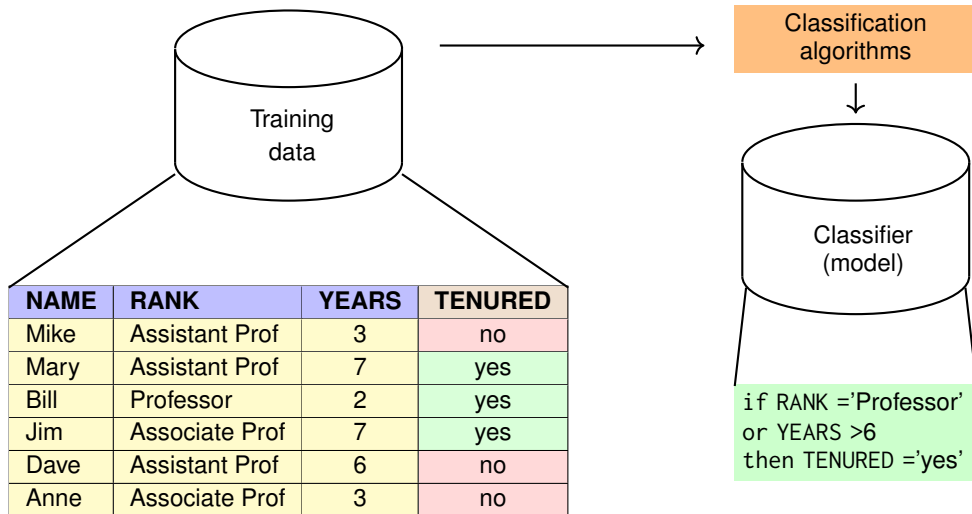 Training
data
Classification
algorithms
Classifier
(model)
NAME RANK YEARS TENURED
Mike Assistant Prof 3 no
Mary Assistant Prof 7 yes
Bill Professor 2 yes
Jim Associate Prof 7 yes
Dave Assistant Prof 6 no
Anne Associate Prof 3 no
if RANK ='Professor'
or YEARS >6
then TENURED ='yes'